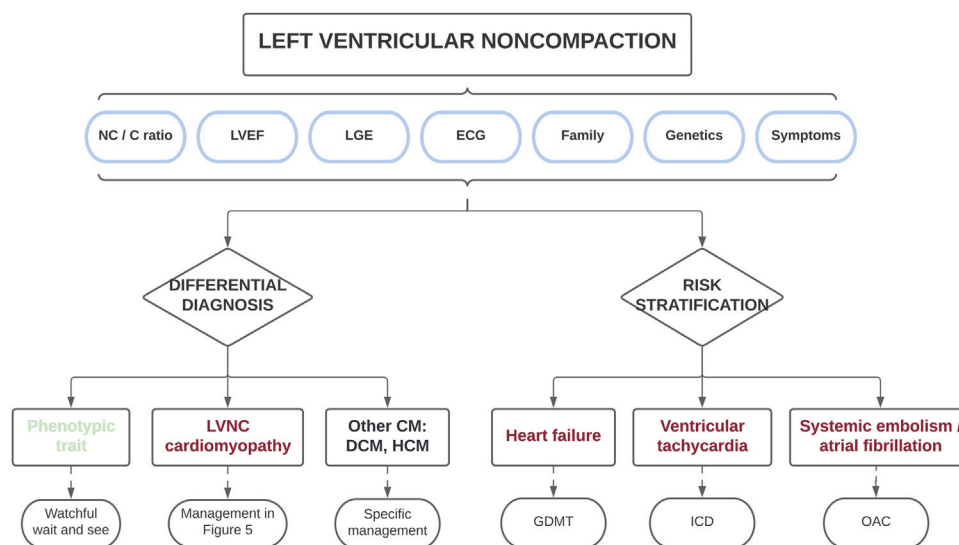 LEFT VENTRICULAR NONCOMPACTION
NC / C ratio
LVEF
LGE
ECG
Family
Genetics
Symptoms
DIFFERENTIAL
DIAGNOSIS
RISK
STRATIFICATION
Phenotypic
trait
LVNC
cardiomyopathy
Other CM:
DCM, HCM
Heart failure
Ventricular
tachycardia
Systemic embolism /
atrial fibrillation
Watchful
wait and see
Management in
Figure 5
Specific
management
GDMT
ICD
OAC